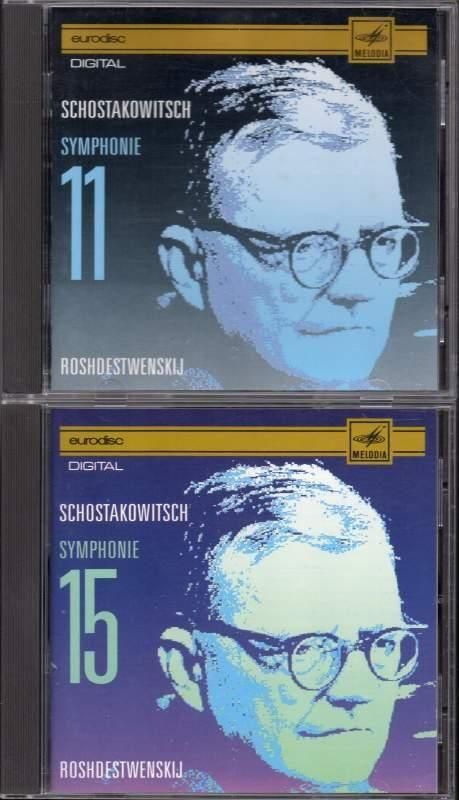 eurodisc
MELODIA
DIGITAL
SCHOSTAKOWITSCH
SYMPHONIE
11
ROSHDESTWENSKIJ
eurodisc
MELODIA
DIGITAL
SCHOSTAKOWITSCH
SYMPHONIE
15
ROSHDESTWENSKIJ